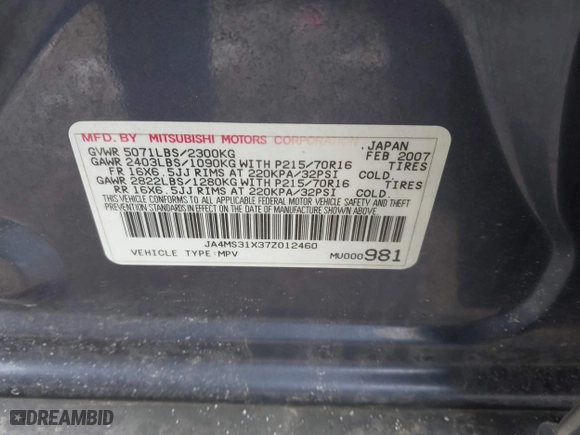 MFD. BY MITSUBISHI MOTORS CORPORATION. JAPAN
GVWR 5071LBS/2300KG FEB 2007
GAWR 2403LBS/1090KG WITH P215/70R16 TIRES
FR 16X6.5JJ RIMS AT 220KPA/32PSI COLD.
GAWR 2822LBS/1280KG WITH P215/70R16 TIRES
RR 16X6.5JJ RIMS AT 220KPA/32PSI COLD.
THIS VEHICLE CONFORMS TO ALL APPLICABLE FEDERAL MOTOR VEHICLE SAFETY AND
THEFT PREVENTION STANDARDS IN EFFECT ON THE DATE OF MANUFACTURE SHOWN ABOVE.
JA4MS31X37Z012460
VEHICLE TYPE:MPV MU000981
DREAMBID